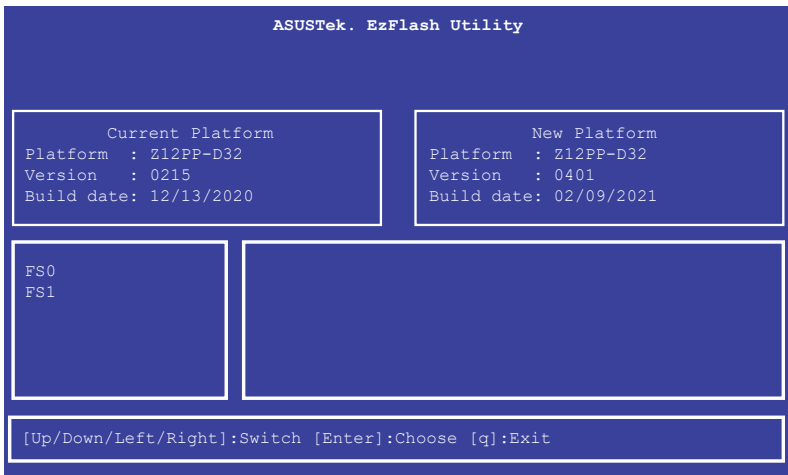 ASUSTek. EzFlash Utility
Current Platform
Platform : Z12PP-D32
Version : 0215
Build date: 12/13/2020
New Platform
Platform : Z12PP-D32
Version : 0401
Build date: 02/09/2021
FS0
FS1
[Up/Down/Left/Right]:Switch [Enter]:Choose [q]:Exit